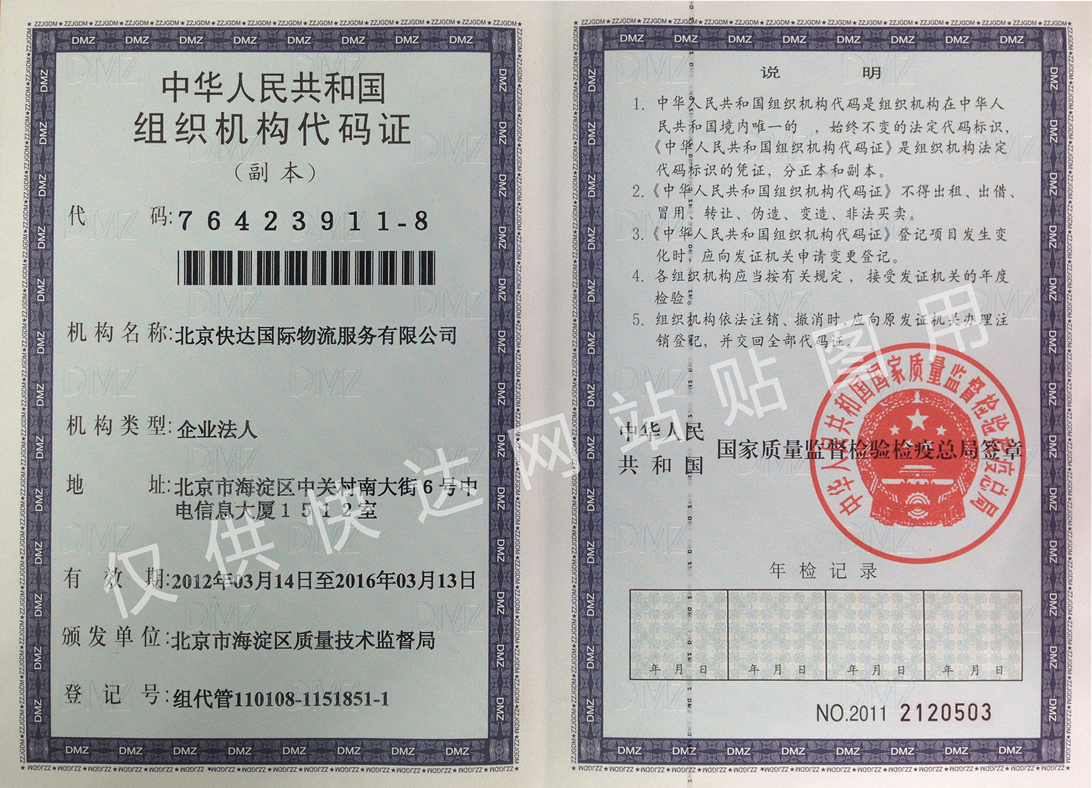 中华人民共和国
组织机构代码证
（副本）
代 码:76423911-8
机构名称:北京快达国际物流服务有限公司
机构类型:企业法人
地 址:北京市海淀区中关村南大街6号中
电信息大厦1512室
有 效 期:2012年03月14日至2016年03月13日
颁发单位:北京市海淀区质量技术监督局
登 记 号:组代管110108-1151851-1
说 明
1. 中华人民共和国组织机构代码是组织机构在中华人
民共和国境内唯一的 ，始终不变的法定代码标识，
《中华人民共和国组织机构代码证》是组织机构法定
代码标识的凭证，分正本和副本。
2.《中华人民共和国组织机构代码证》不得出租、出借、
冒用、转让、伪造、变造、非法买卖。
3.《中华人民共和国组织机构代码证》登记项目发生变
化时，应向发证机关申请变更登记。
4. 各组织机构应当按有关规定，接受发证机关的年度
检验。
5. 组织机构依法注销、撤消时，应向原发证机关办理注
销登记，并交回全部代码证。
中华人民
共和国
国家质量监督检验检疫总局签章
中华人民共和国国家质量监督检验检疫总局
年检记录
年 月 日 年 月 日 年 月 日 年 月 日
NO.2011 2120503
仅供快达网站贴图用